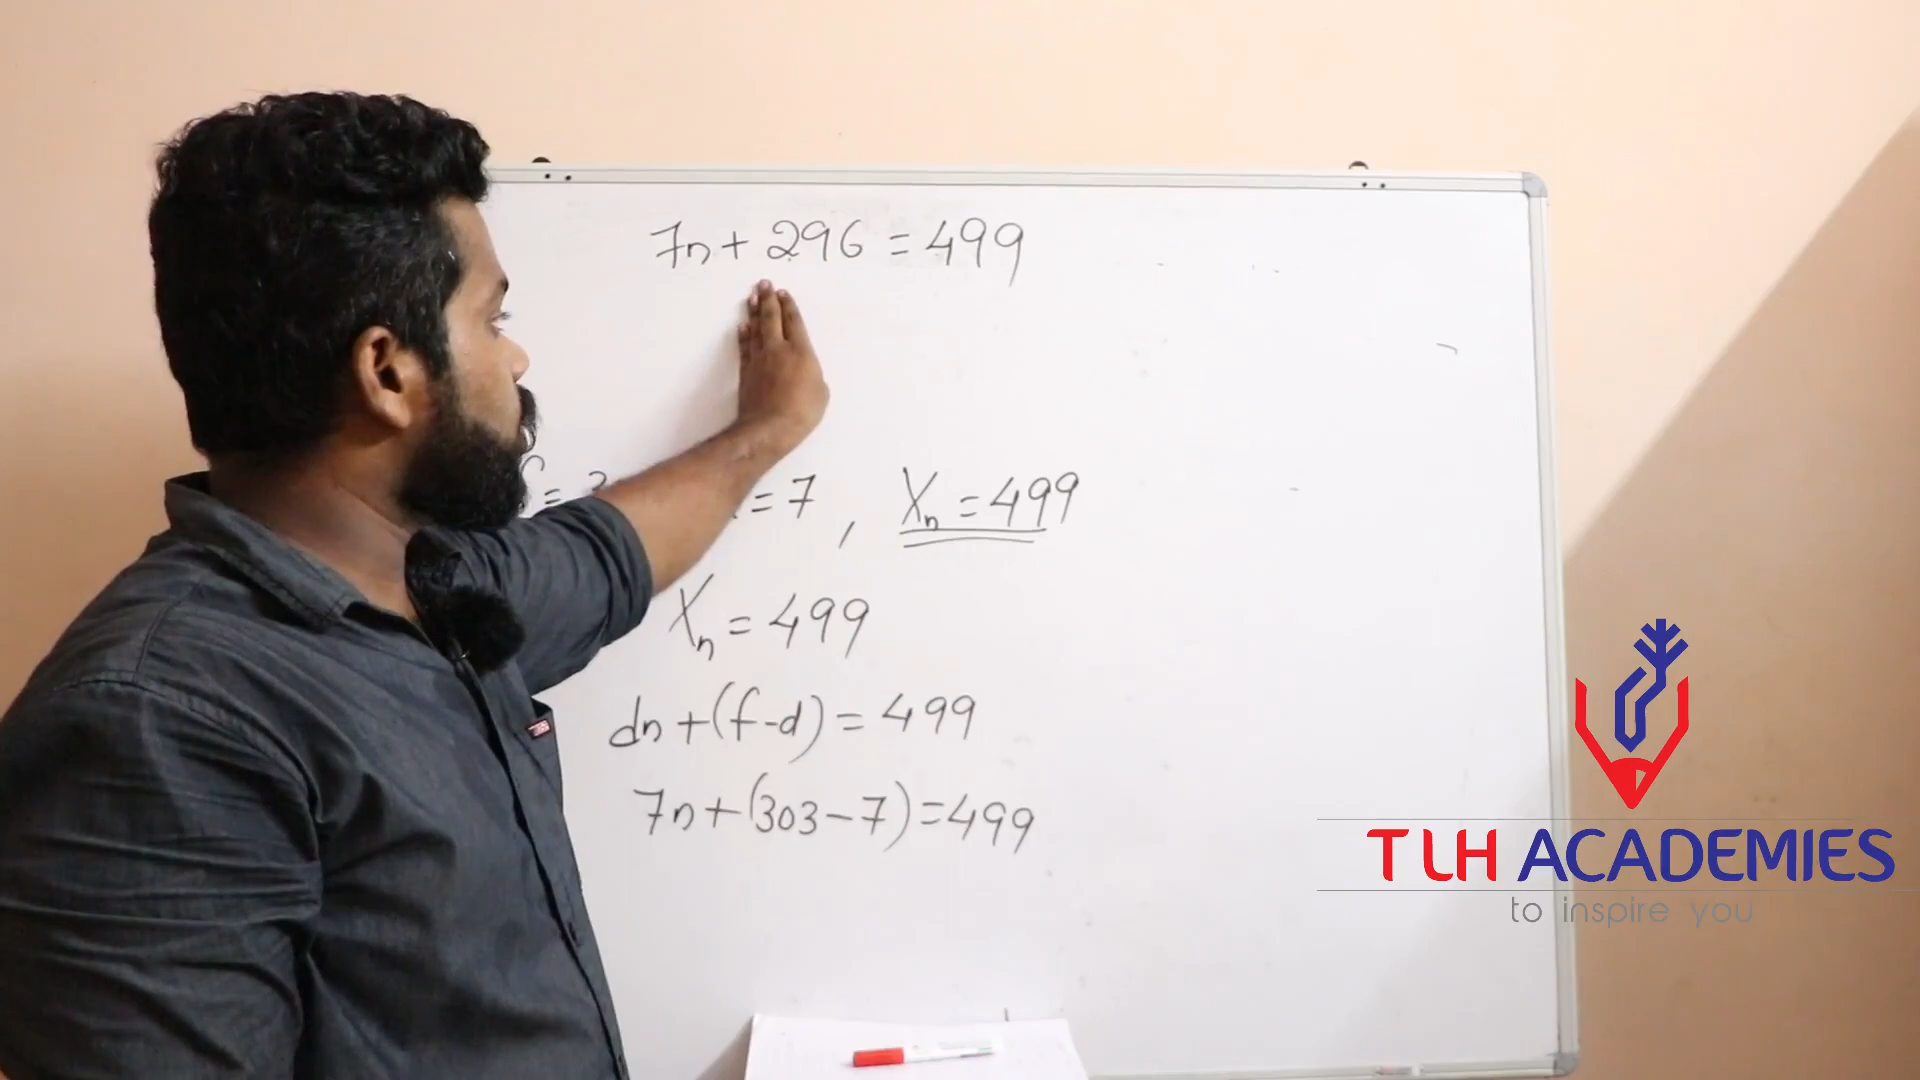 7n + 296 = 499
= 7 , Xn = 499
Xn = 499
dn + (f-d) = 499
7n + (303 - 7) = 499
TLH ACADEMIES
to inspire you